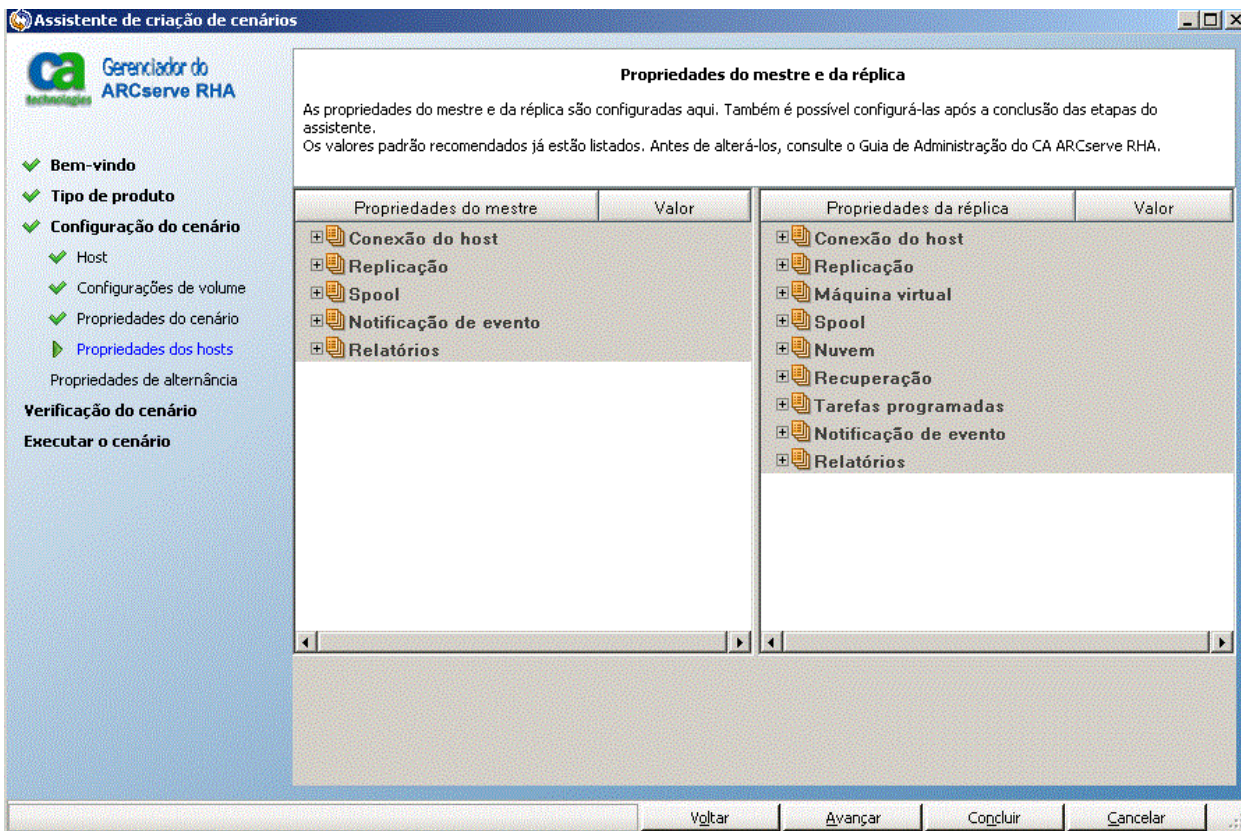 Assistente de criação de cenários
ca
technologies
Gerenciador do
ARCserve RHA
Bem-vindo
Tipo de produto
Configuração do cenário
Host
Configurações de volume
Propriedades do cenário
Propriedades dos hosts
Propriedades de alternância
Verificação do cenário
Executar o cenário
Propriedades do mestre e da réplica
As propriedades do mestre e da réplica são configuradas aqui. Também é possível configurá-las após a conclusão das etapas do
assistente.
Os valores padrão recomendados já estão listados. Antes de alterá-los, consulte o Guia de Administração do CA ARCserve RHA.
Propriedades do mestre Valor
Conexão do host
Replicação
Spool
Notificação de evento
Relatórios
Propriedades da réplica Valor
Conexão do host
Replicação
Máquina virtual
Spool
Nuvem
Recuperação
Tarefas programadas
Notificação de evento
Relatórios
Voltar Avançar Concluir Cancelar